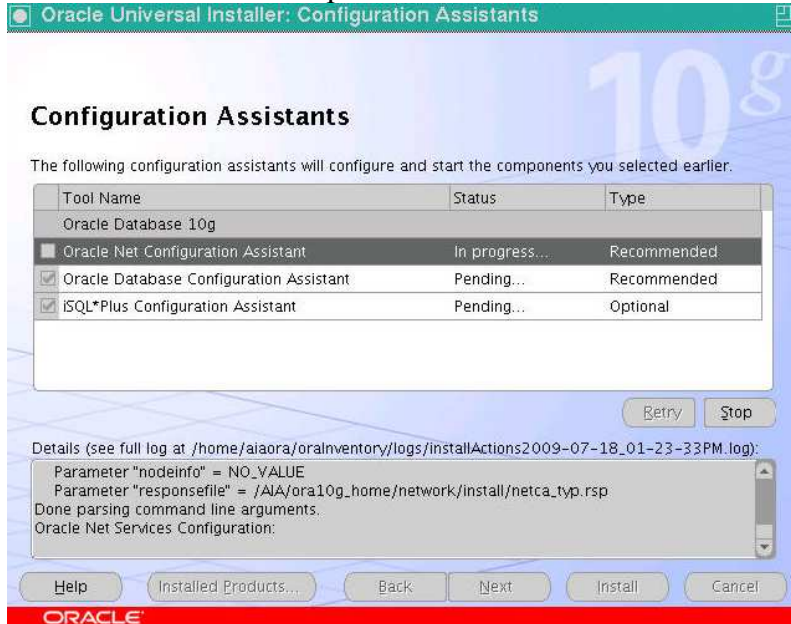 Oracle Universal Installer: Configuration Assistants
10g
Configuration Assistants
The following configuration assistants will configure and start the components you selected earlier.
Tool Name Status Type
Oracle Database 10g
Oracle Net Configuration Assistant In progress... Recommended
Oracle Database Configuration Assistant Pending... Recommended
iSQL*Plus Configuration Assistant Pending... Optional
Retry Stop
Details (see full log at /home/aiaora/oraInventory/logs/installActions2009-07-18_01-23-33PM.log):
Parameter "nodeinfo" = NO_VALUE
Parameter "responsefile" = /AIA/ora10g_home/network/install/netca_typ.rsp
Done parsing command line arguments.
Oracle Net Services Configuration:
Help Installed Products... Back Next Install Cancel
ORACLE